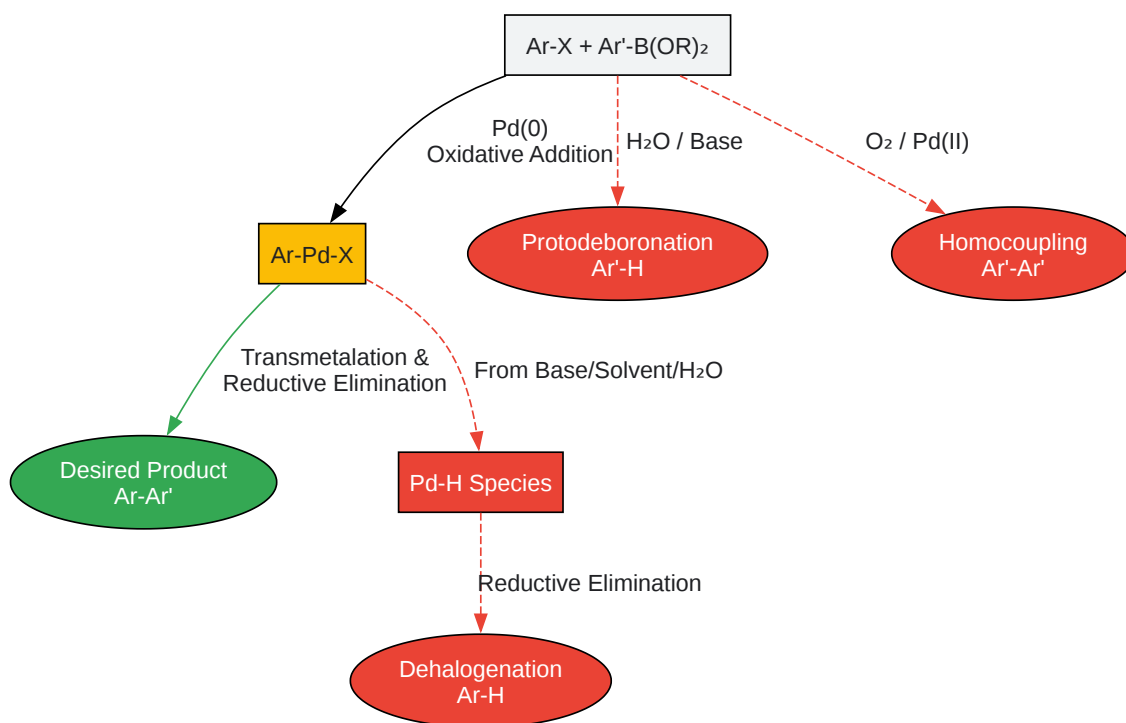 Ar-X + Ar'-B(OR)₂
Pd(0)
Oxidative Addition
H₂O / Base
O₂ / Pd(II)
Protodeboronation
Ar'-H
Homocoupling
Ar'-Ar'
Ar-Pd-X
Transmetalation &
Reductive Elimination
From Base/Solvent/H₂O
Desired Product
Ar-Ar'
Pd-H Species
Reductive Elimination
Dehalogenation
Ar-H